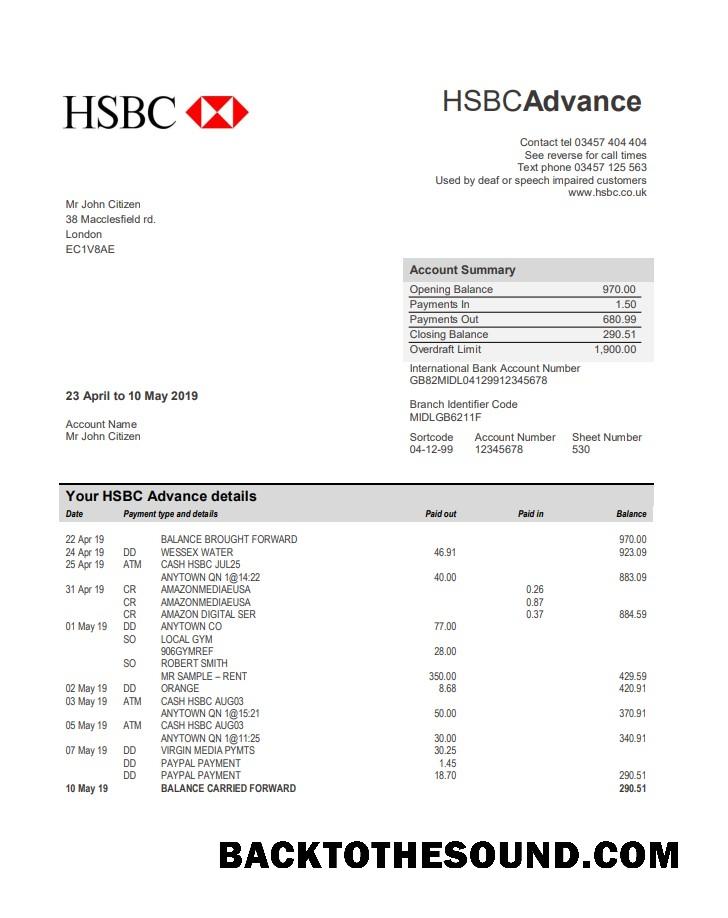 HSBC
HSBCAdvance
Contact tel 03457 404 404
See reverse for call times
Text phone 03457 125 563
Used by deaf or speech impaired customers
www.hsbc.co.uk
Mr John Citizen
38 Macclesfield rd.
London
EC1V8AE
Account Summary
Opening Balance 970.00
Payments In 1.50
Payments Out 680.99
Closing Balance 290.51
Overdraft Limit 1,900.00
International Bank Account Number
GB82MIDL04129912345678
23 April to 10 May 2019
Branch Identifier Code
MIDLGB6211F
Account Name
Mr John Citizen
Sortcode Account Number Sheet Number
04-12-99 12345678 530
Your HSBC Advance details
Date Payment type and details Paid out Paid in Balance
22 Apr 19 BALANCE BROUGHT FORWARD 970.00
24 Apr 19 DD WESSEX WATER 46.91 923.09
25 Apr 19 ATM CASH HSBC JUL25
ANYTOWN QN 1@14:22 40.00 883.09
31 Apr 19 CR AMAZONMEDIAEUSA 0.26
CR AMAZONMEDIAEUSA 0.87
CR AMAZON DIGITAL SER 0.37 884.59
01 May 19 DD ANYTOWN CO 77.00
SO LOCAL GYM
906GYMREF 28.00
SO ROBERT SMITH
MR SAMPLE – RENT 350.00 429.59
02 May 19 DD ORANGE 8.68 420.91
03 May 19 ATM CASH HSBC AUG03
ANYTOWN QN 1@15:21 50.00 370.91
05 May 19 ATM CASH HSBC AUG03
ANYTOWN QN 1@11:25 30.00 340.91
07 May 19 DD VIRGIN MEDIA PYMTS 30.25
DD PAYPAL PAYMENT 1.45
DD PAYPAL PAYMENT 18.70 290.51
10 May 19 BALANCE CARRIED FORWARD 290.51
BACKTOTHESOUND.COM